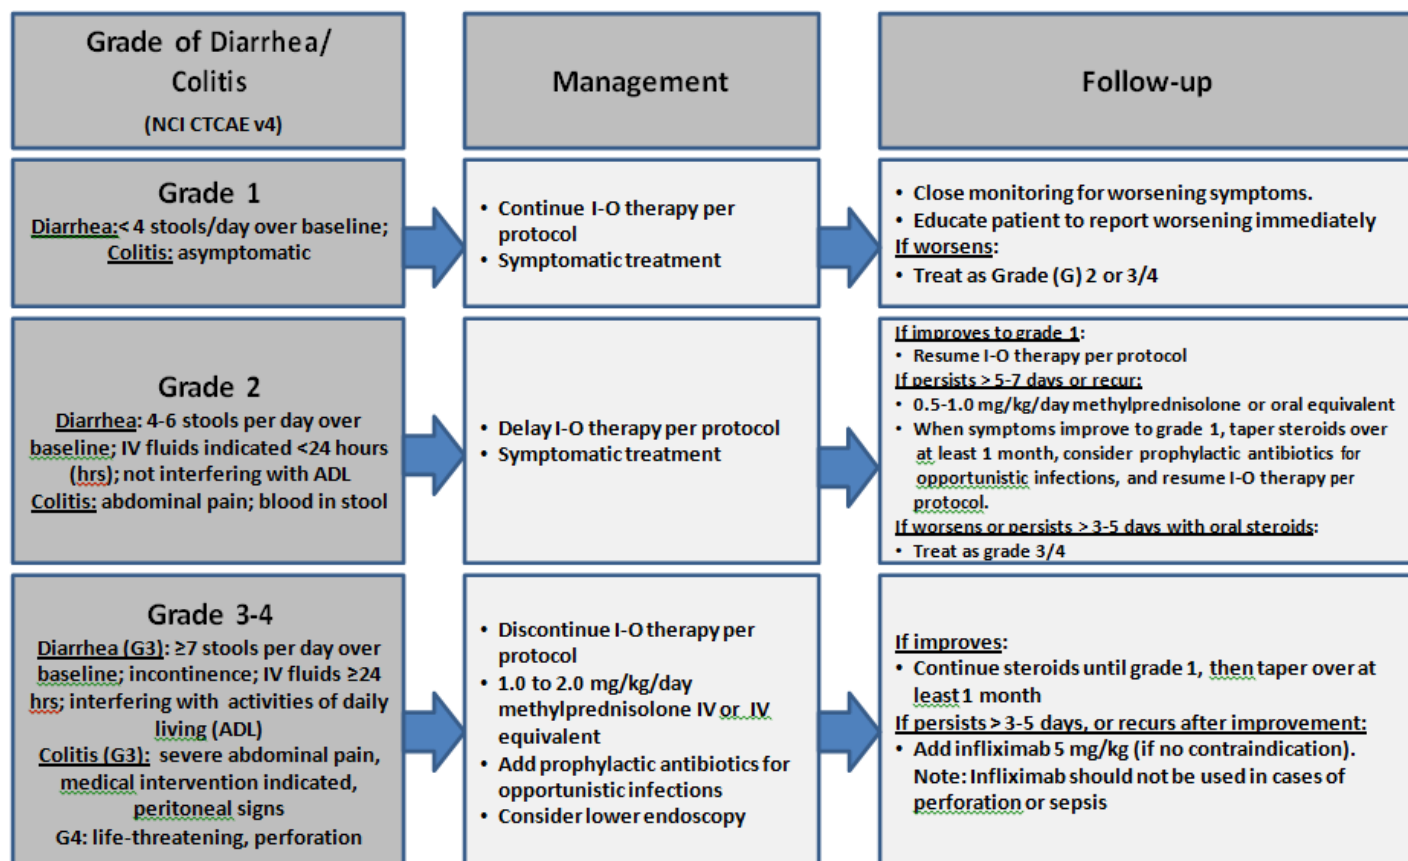 Grade of Diarrhea/
Colitis
(NCI CTCAE v4)
Management
Follow-up
Grade 1
Diarrhea:< 4 stools/day over baseline;
Colitis: asymptomatic
• Continue I-O therapy per
protocol
• Symptomatic treatment
• Close monitoring for worsening symptoms.
• Educate patient to report worsening immediately
If worsens:
• Treat as Grade (G) 2 or 3/4
Grade 2
Diarrhea: 4-6 stools per day over
baseline; IV fluids indicated <24 hours
(hrs); not interfering with ADL
Colitis: abdominal pain; blood in stool
• Delay I-O therapy per protocol
• Symptomatic treatment
If improves to grade 1:
• Resume I-O therapy per protocol
If persists > 5-7 days or recur:
• 0.5-1.0 mg/kg/day methylprednisolone or oral equivalent
• When symptoms improve to grade 1, taper steroids over
at least 1 month, consider prophylactic antibiotics for
opportunistic infections, and resume I-O therapy per
protocol.
If worsens or persists > 3-5 days with oral steroids:
• Treat as grade 3/4
Grade 3-4
Diarrhea (G3): ≥7 stools per day over
baseline; incontinence; IV fluids ≥24
hrs; interfering with activities of daily
living (ADL)
Colitis (G3): severe abdominal pain,
medical intervention indicated,
peritoneal signs
G4: life-threatening, perforation
• Discontinue I-O therapy per
protocol
• 1.0 to 2.0 mg/kg/day
methylprednisolone IV or IV
equivalent
• Add prophylactic antibiotics for
opportunistic infections
• Consider lower endoscopy
If improves:
• Continue steroids until grade 1, then taper over at
least 1 month
If persists > 3-5 days, or recurs after improvement:
• Add infliximab 5 mg/kg (if no contraindication).
Note: Infliximab should not be used in cases of
perforation or sepsis